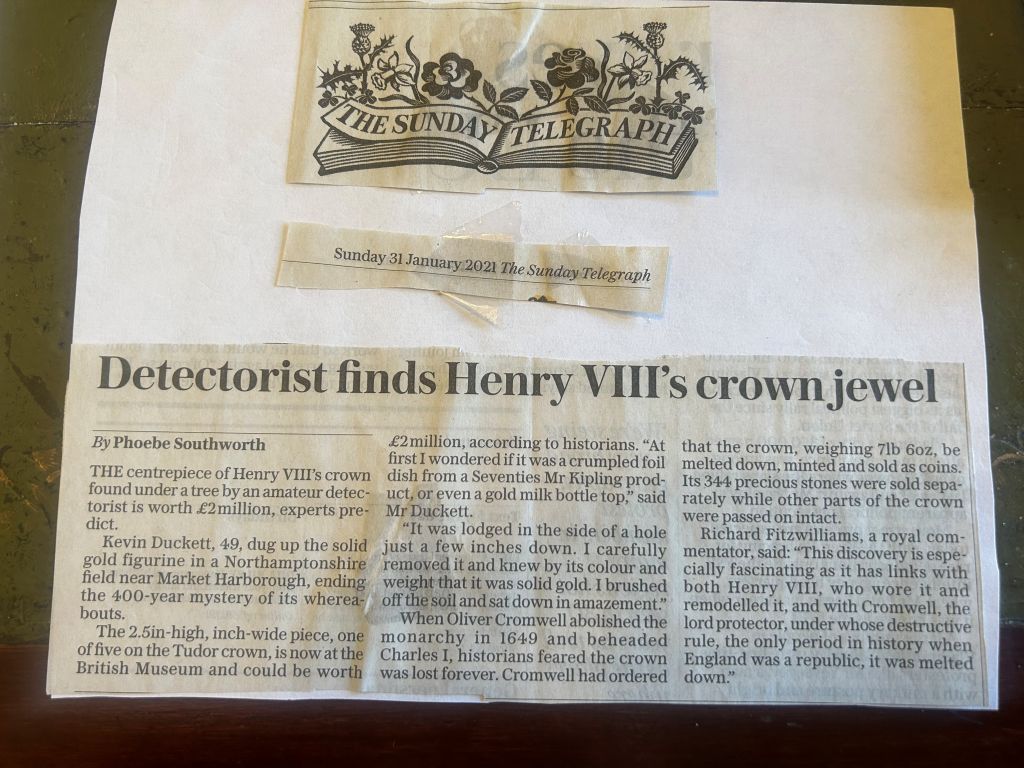 THE SUNDAY TELEGRAPH
Sunday 31 January 2021 The Sunday Telegraph
Detectorist finds Henry VIII's crown jewel
By Phoebe Southworth
THE centrepiece of Henry VIII's crown
found under a tree by an amateur detec-
torist is worth £2million, experts pre-
dict.
Kevin Duckett, 49, dug up the solid
gold figurine in a Northamptonshire
field near Market Harborough, ending
the 400-year mystery of its wherea-
bouts.
The 2.5in-high, inch-wide piece, one
of five on the Tudor crown, is now at the
British Museum and could be worth
£2million, according to historians. "At
first I wondered if it was a crumpled foil
dish from a Seventies Mr Kipling prod-
uct, or even a gold milk bottle top," said
Mr Duckett.
"It was lodged in the side of a hole
just a few inches down. I carefully
removed it and knew by its colour and
weight that it was solid gold. I brushed
off the soil and sat down in amazement."
When Oliver Cromwell abolished the
monarchy in 1649 and beheaded
Charles I, historians feared the crown
was lost forever. Cromwell had ordered
that the crown, weighing 7lb 6oz, be
melted down, minted and sold as coins.
Its 344 precious stones were sold sepa-
rately while other parts of the crown
were passed on intact.
Richard Fitzwilliams, a royal com-
mentator, said: "This discovery is espe-
cially fascinating as it has links with
both Henry VIII, who wore it and
remodelled it, and with Cromwell, the
lord protector, under whose destructive
rule, the only period in history when
England was a republic, it was melted
down."